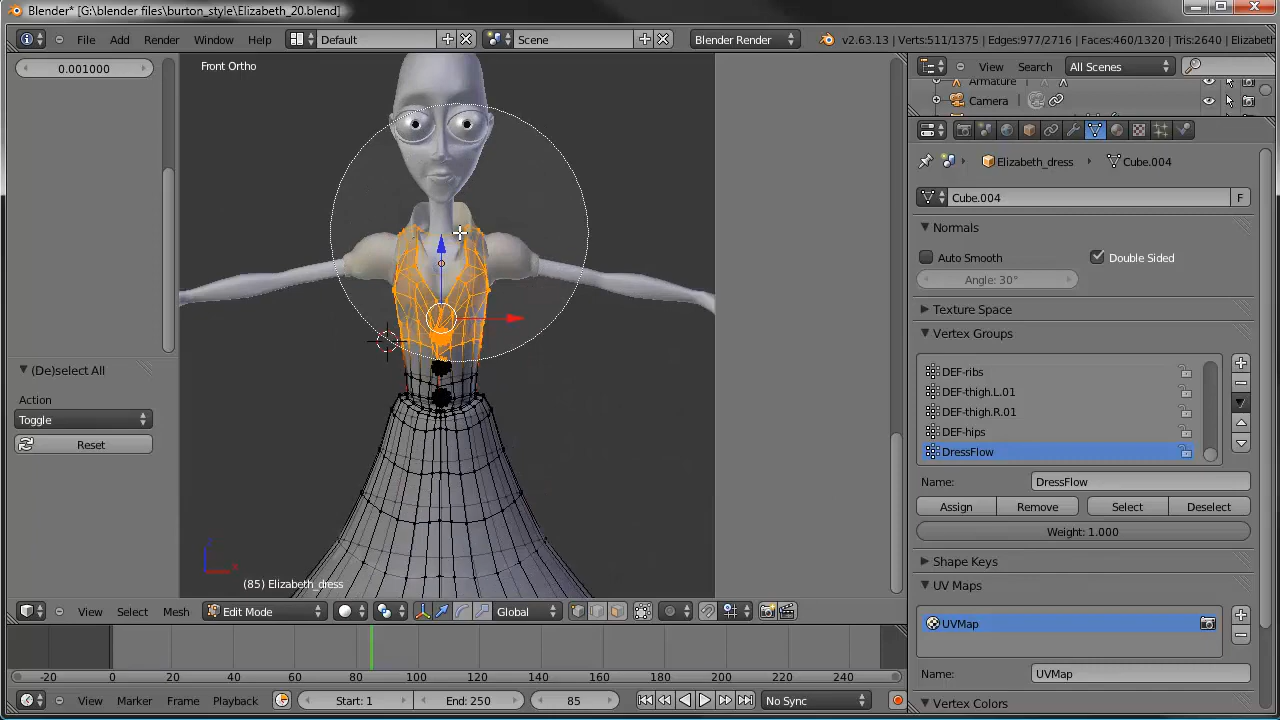 Blender* [G:\blender files\burton_style\Elizabeth_20.blend]
File Add Render Window Help Default Scene Blender Render v2.63.13 | Verts:511/1375 | Edges:977/2716 | Faces:460/1320 | Tris:2640 | Elizabeth
0.001000
Front Ortho
View Search All Scenes
Armature
Camera
Elizabeth_dress Cube.004
Cube.004 F
Normals
Auto Smooth Double Sided
Angle: 30°
Texture Space
Vertex Groups
DEF-ribs
(De)select All
DEF-thigh.L.01
Action
DEF-thigh.R.01
Toggle
DEF-hips
Reset
DressFlow
Name: DressFlow
Assign Remove Select Deselect
Weight: 1.000
Shape Keys
(85) Elizabeth_dress
UV Maps
View Select Mesh Edit Mode Global
UVMap
Name: UVMap
-20 0 20 40 60 80 100 120 140 160 180 200 220 240
View Marker Frame Playback Start: 1 End: 250 85 No Sync
Vertex Colors